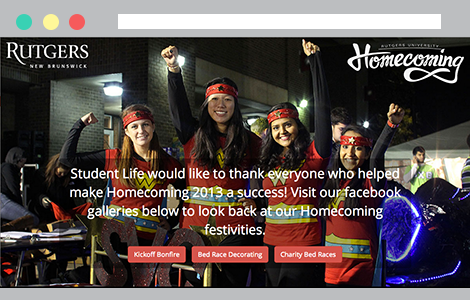 RUTGERS
NEW BRUNSWICK
RUTGERS UNIVERSITY
Homecoming
Student Life would like to thank everyone who helped
make Homecoming 2013 a success! Visit our facebook
galleries below to look back at our Homecoming
festivities.
Kickoff Bonfire
Bed Race Decorating
Charity Bed Races